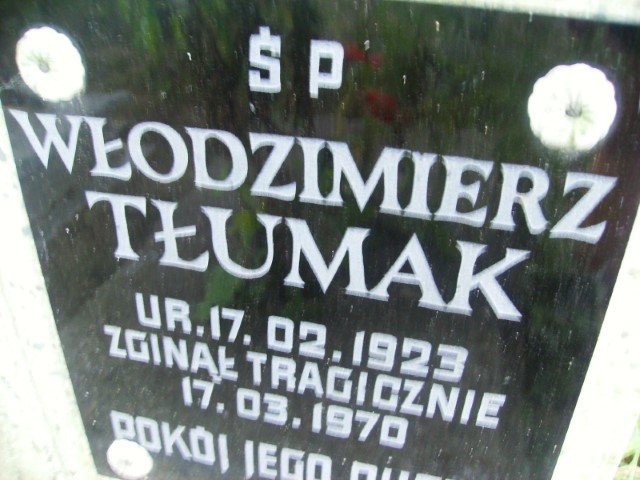 ŚP
WŁODZIMIERZ
TŁUMAK
UR. 17. 02. 1923
ZGINĄŁ TRAGICZNIE
17. 03. 1970
POKÓJ JEGO